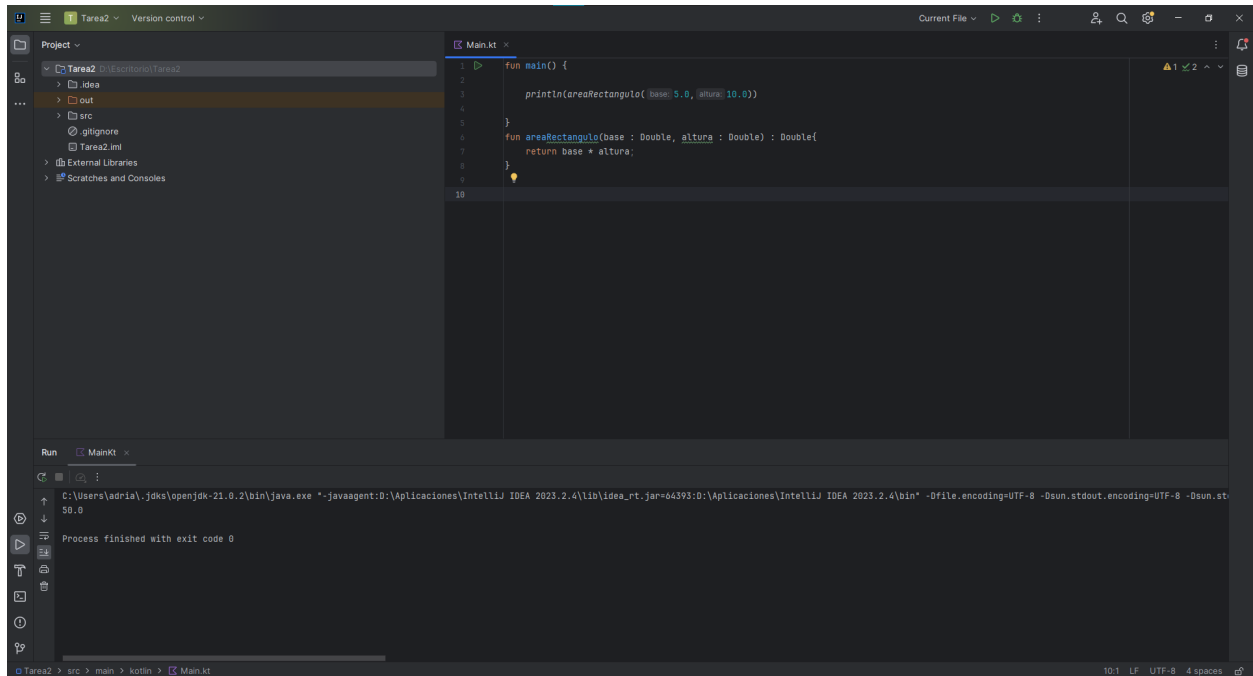 Tarea2 Version control Current File
Project
Main.kt
Tarea2 D:\Escritorio\Tarea2
.idea
out
src
.gitignore
Tarea2.iml
External Libraries
Scratches and Consoles
1 fun main() {
1 2
2
3 println(areaRectangulo( base: 5.0, altura: 10.0))
4
5 }
6 fun areaRectangulo(base : Double, altura : Double) : Double{
7 return base * altura;
8 }
9
10
Run MainKt
C:\Users\adria\.jdks\openjdk-21.0.2\bin\java.exe "-javaagent:D:\Aplicaciones\IntelliJ IDEA 2023.2.4\lib\idea_rt.jar=64393:D:\Aplicaciones\IntelliJ IDEA 2023.2.4\bin" -Dfile.encoding=UTF-8 -Dsun.stdout.encoding=UTF-8 -Dsun.st
50.0
Process finished with exit code 0
Tarea2 > src > main > kotlin > Main.kt 10:1 LF UTF-8 4 spaces